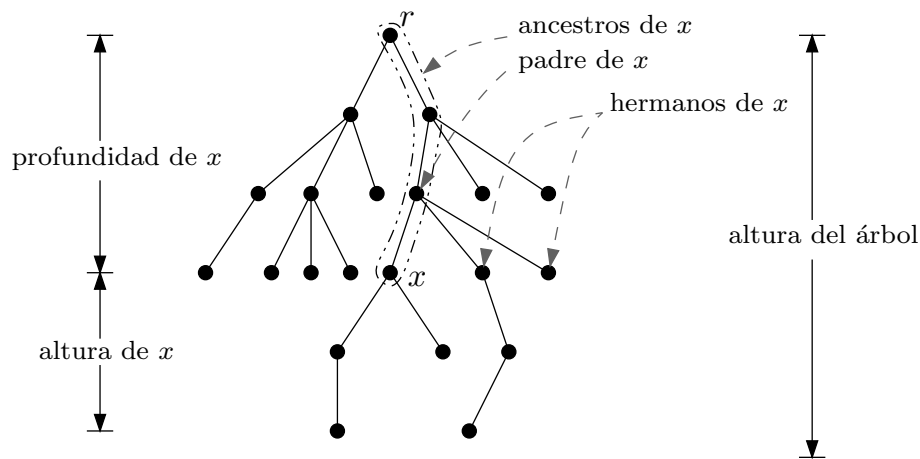 r
ancestros de x
padre de x
hermanos de x
profundidad de x
altura del árbol
x
altura de x